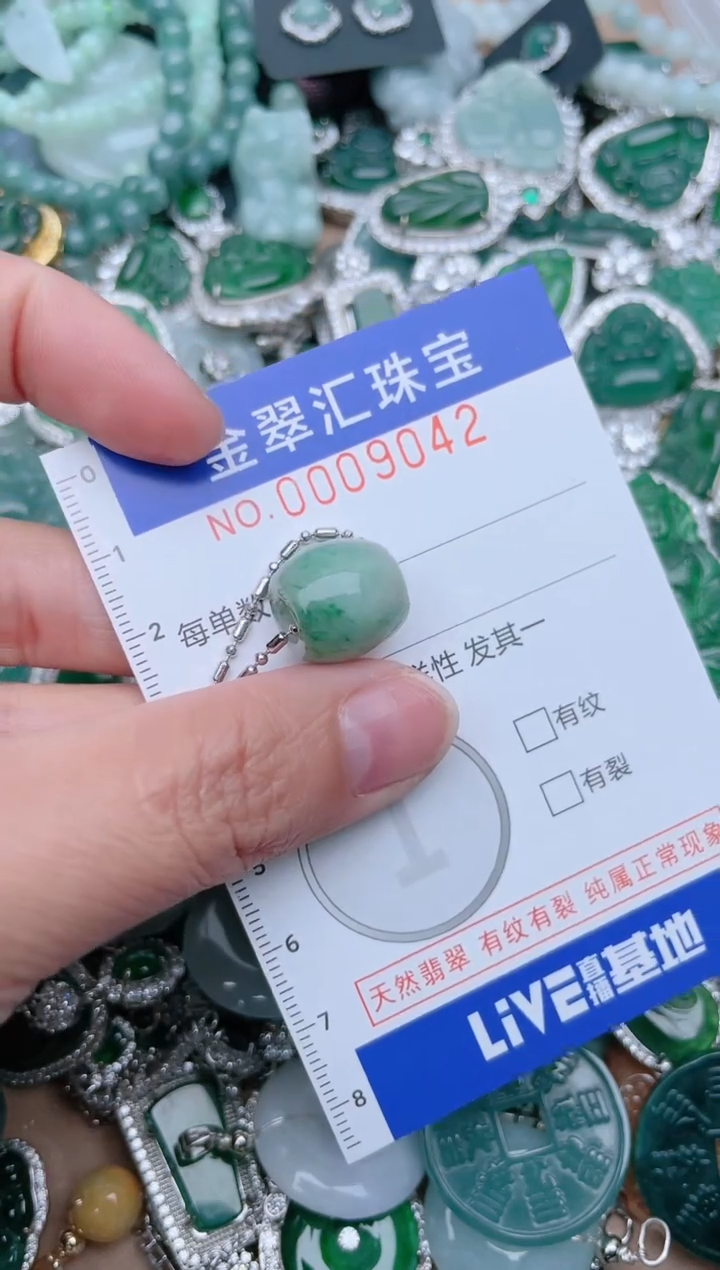 金翠汇珠宝
NO.0009042
0
1
2
每单数
样性 发其一
有纹
有裂
5
6
7
8
天然翡翠 有纹有裂 纯属正常现象
LiVE直播基地